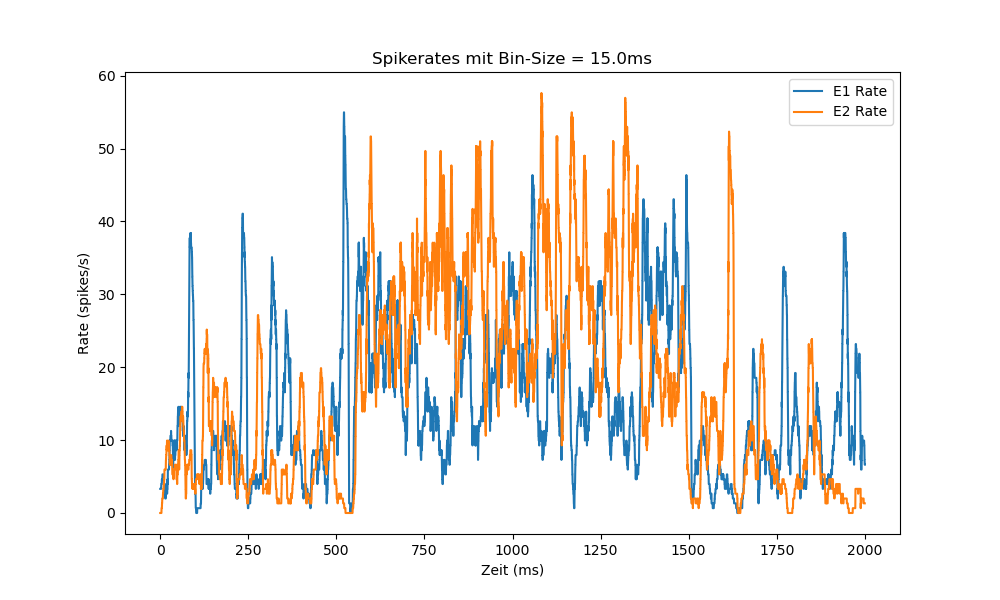 Spikerates mit Bin-Size = 15.0ms
E1 Rate
E2 Rate
60
50
40
30
20
10
0
Rate (spikes/s)
0 250 500 750 1000 1250 1500 1750 2000
Zeit (ms)